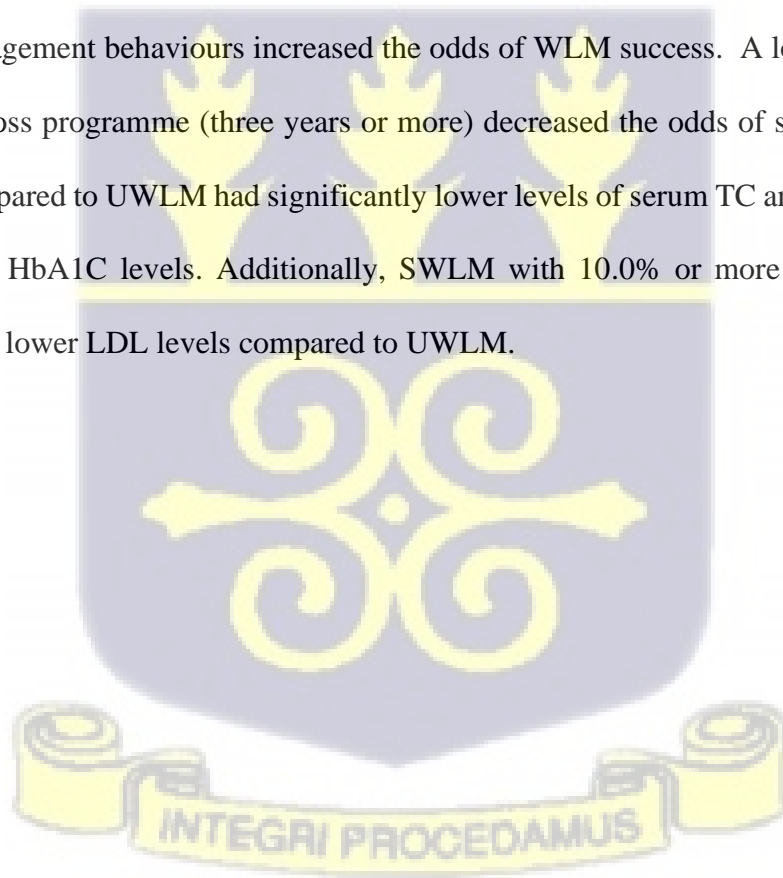 agement behaviours increased the odds of WLM success. A lo
oss programme (three years or more) decreased the odds of s
pared to UWLM had significantly lower levels of serum TC a
HbA1C levels. Additionally, SWLM with 10.0% or more
lower LDL levels compared to UWLM.
INTEGRI PROCEDAMUS